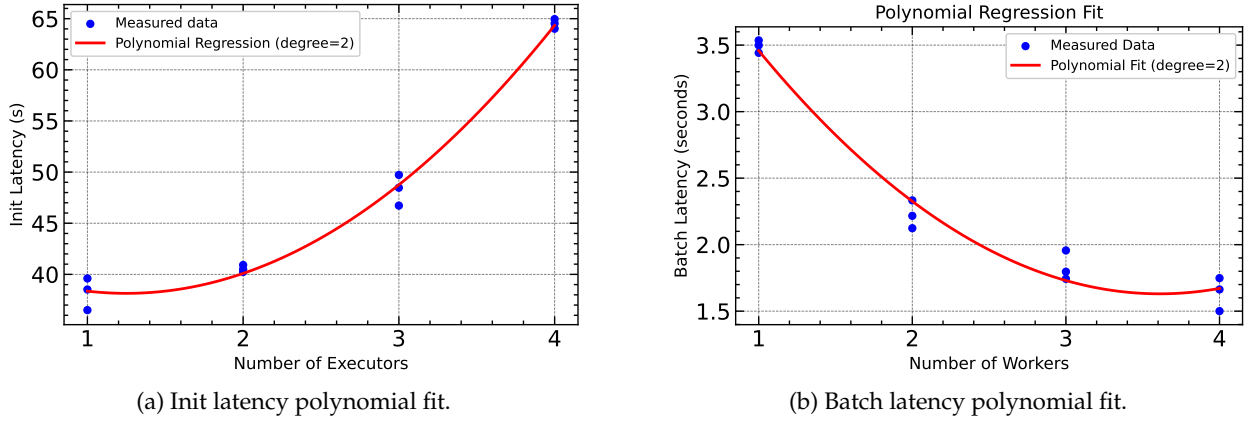 65
60
55
50
45
40
Init Latency (s)
Measured data
Polynomial Regression (degree=2)
1 2 3 4
Number of Executors
(a) Init latency polynomial fit.
Polynomial Regression Fit
3.5
3.0
2.5
2.0
1.5
Batch Latency (seconds)
Measured Data
Polynomial Fit (degree=2)
1 2 3 4
Number of Workers
(b) Batch latency polynomial fit.